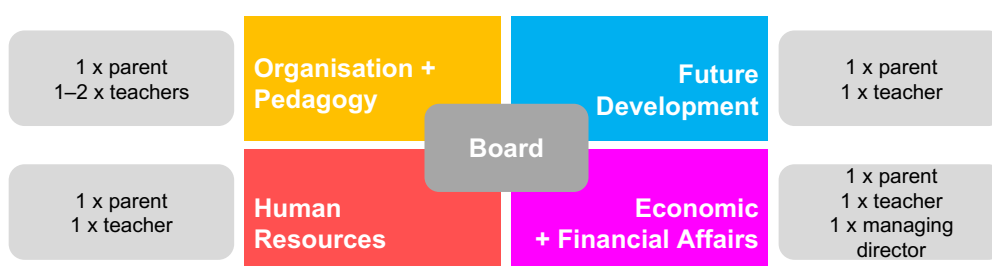 1 x parent
1–2 x teachers
Organisation +
Pedagogy
Future
Development
1 x parent
1 x teacher
Board
1 x parent
1 x teacher
Human
Resources
Economic
+ Financial Affairs
1 x parent
1 x teacher
1 x managing
director